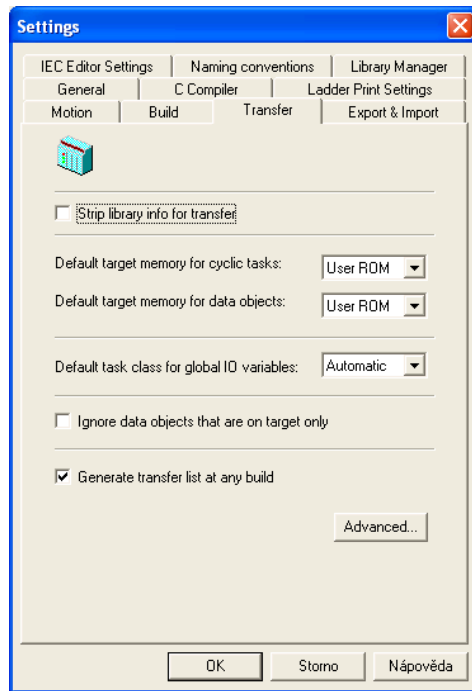 Settings
IEC Editor Settings Naming conventions Library Manager
General C Compiler Ladder Print Settings
Motion Build Transfer Export & Import
Strip library info for transfer
Default target memory for cyclic tasks: User ROM
Default target memory for data objects: User ROM
Default task class for global IO variables: Automatic
Ignore data objects that are on target only
Generate transfer list at any build
Advanced...
OK Storno Nápověda